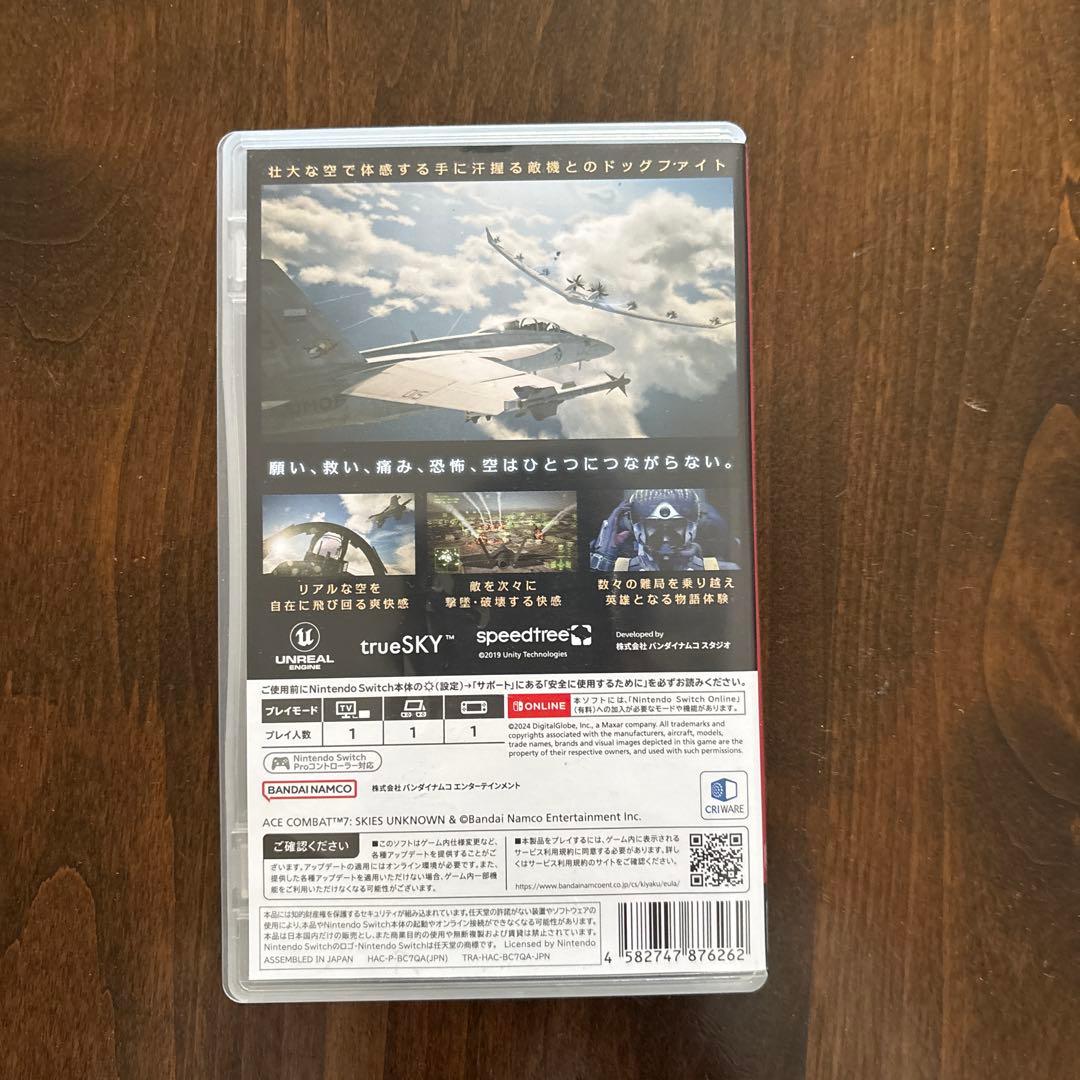 壮大な空で体感する手に汗握る敵機とのドッグファイト
願い、救い、痛み、恐怖、空はひとつにつながらない。
リアルな空を
自在に飛び回る爽快感
敵を次々に
撃墜・破壊する快感
数々の難局を乗り越え
英雄となる物語体験
UNREAL
ENGINE
trueSKY™
speedtree
©2019 Unity Technologies
Developed by
株式会社バンダイナムコスタジオ
ご使用前にNintendo Switch本体の(設定)→「サポート」にある「安全に使用するために」を必ずお読みください。
プレイモード
TV
プレイ人数 1 1 1
ONLINE
本ソフトには、「Nintendo Switch Online」
(有料)への加入が必要なモードや機能があります。
©2024 DigitalGlobe, Inc., a Maxar company. All trademarks and
copyrights associated with the manufacturers, aircraft, models,
trade names, brands and visual images depicted in this game are the
property of their respective owners, and used with such permissions.
Nintendo Switch
Proコントローラー対応
BANDAI NAMCO
株式会社バンダイナムコエンターテインメント
CRIWARE
ACE COMBAT™7: SKIES UNKNOWN & ©Bandai Namco Entertainment Inc.
ご確認ください
■このソフトはゲーム内仕様変更など、
各種アップデートを提供することがご
ざいます。アップデートの適用にはオンライン環境が必要です。また、
提供した各種アップデートを適用いただけない場合、ゲーム内一部機
能をご利用いただけなくなる可能性がございます。
■本製品をプレイするには、ゲーム内に表示される
サービス利用規約に同意する必要があります。詳し
くはサービス利用規約のサイトをご確認ください。
https://www.bandainamcoent.co.jp/cs/kiyaku/eula/
本品には知的財産権を保護するセキュリティが組み込まれています。任天堂の許諾がない装置やソフトウェアの
使用により、本品やNintendo Switch本体の起動やオンライン接続ができなくなる可能性があります。
本品は日本国内だけの販売とし、また商業目的の使用や無断複製および賃貸は禁止されています。
Nintendo Switchのロゴ・Nintendo Switchは任天堂の商標です。 Licensed by Nintendo
ASSEMBLED IN JAPAN HAC-P-BC7QA(JPN) TRA-HAC-BC7QA-JPN
4 582747 876262